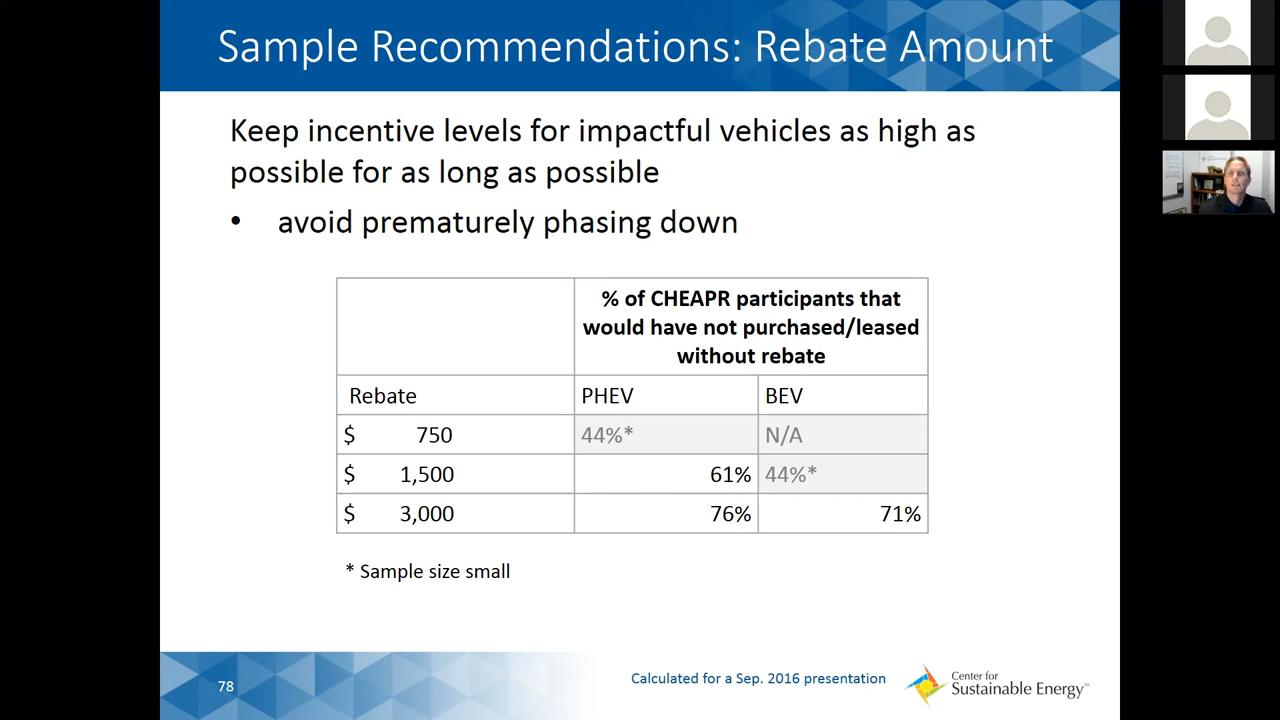 Sample Recommendations: Rebate Amount
Keep incentive levels for impactful vehicles as high as
possible for as long as possible
• avoid prematurely phasing down
% of CHEAPR participants that
would have not purchased/leased
without rebate
Rebate PHEV BEV
$ 750 44%* N/A
$ 1,500 61% 44%*
$ 3,000 76% 71%
* Sample size small
78
Calculated for a Sep. 2016 presentation
Center for
Sustainable Energy™